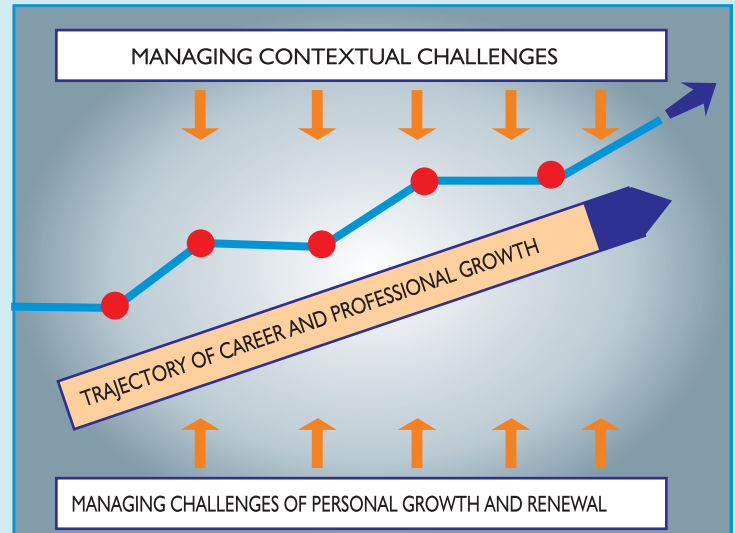 MANAGING CONTEXTUAL CHALLENGES
TRAJECTORY OF CAREER AND PROFESSIONAL GROWTH
MANAGING CHALLENGES OF PERSONAL GROWTH AND RENEWAL